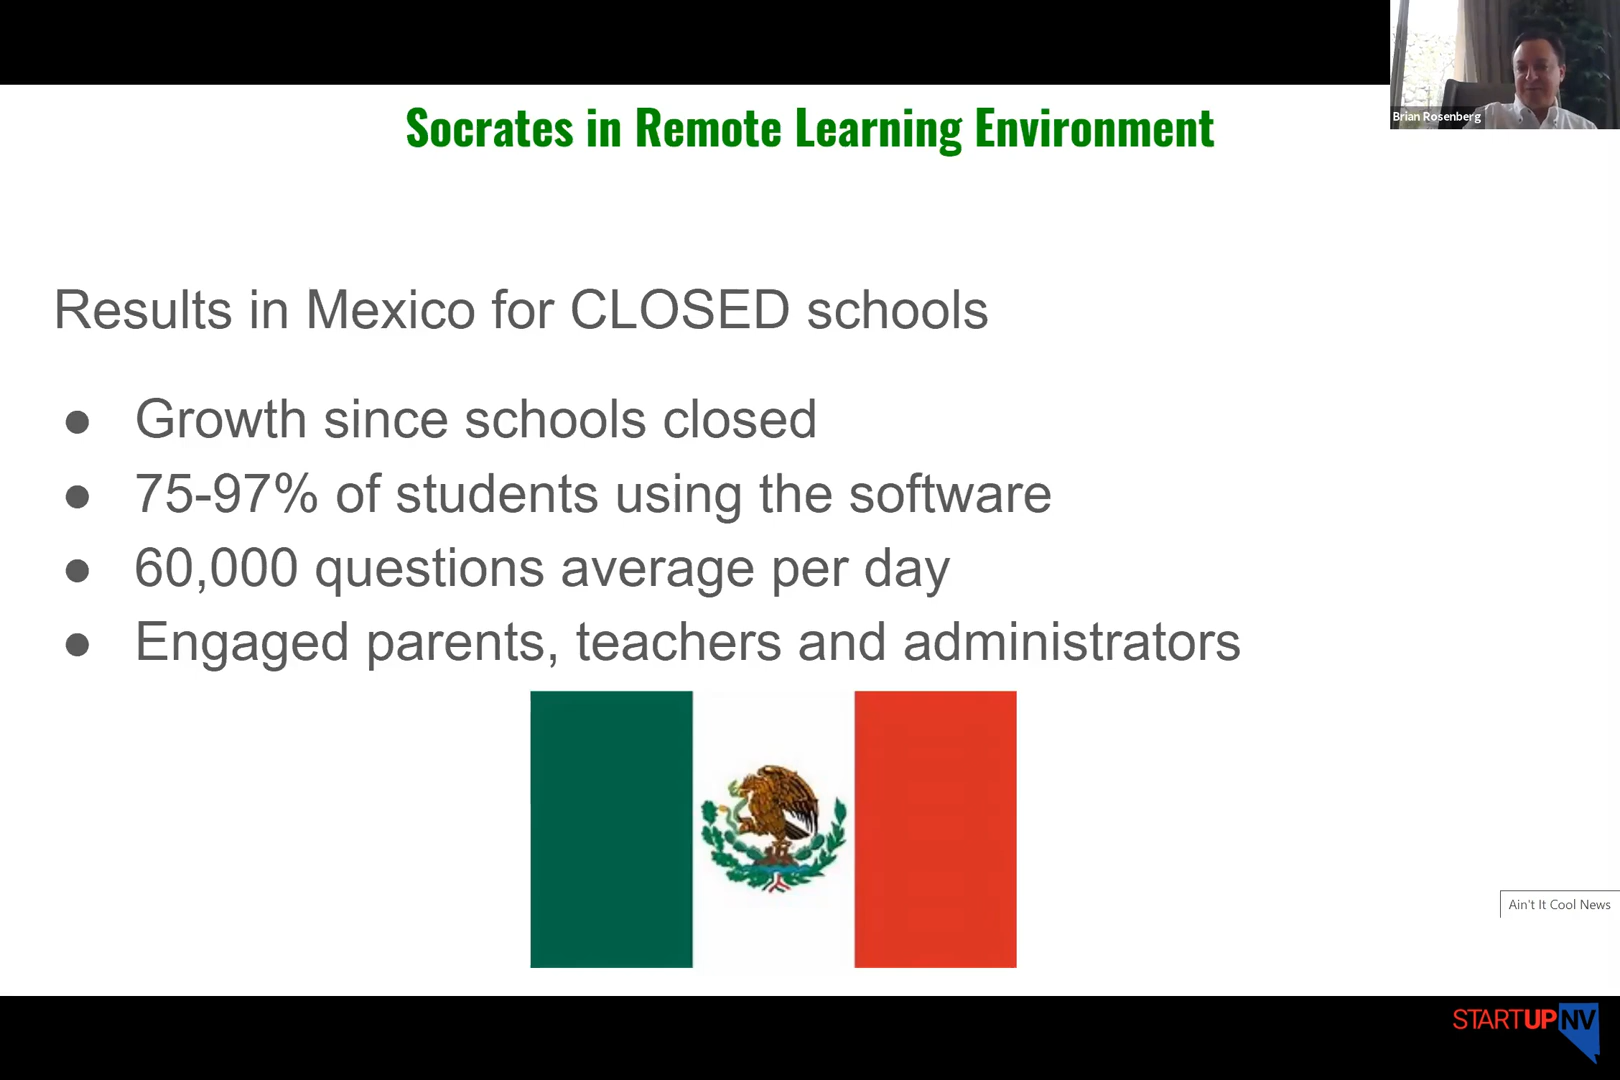 Socrates in Remote Learning Environment
Brian Rosenberg
Results in Mexico for CLOSED schools
● Growth since schools closed
● 75-97% of students using the software
● 60,000 questions average per day
● Engaged parents, teachers and administrators
Ain't It Cool News
STARTUPNV